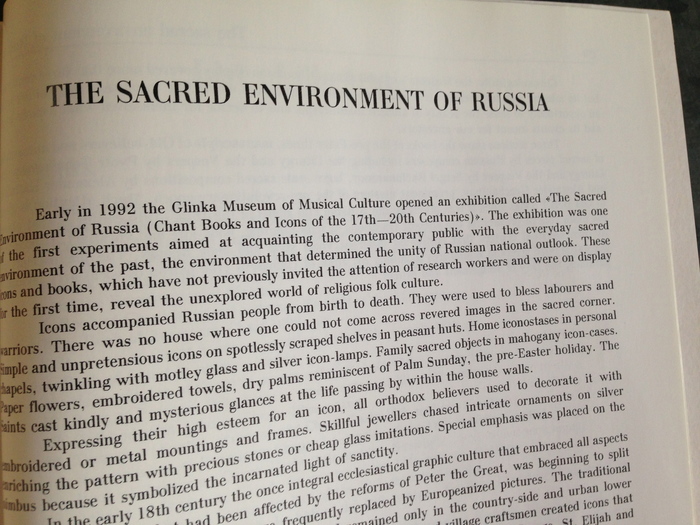 THE SACRED ENVIRONMENT OF RUSSIA
Early in 1992 the Glinka Museum of Musical Culture opened an exhibition called «The Sacred
Environment of Russia (Chant Books and Icons of the 17th—20th Centuries)». The exhibition was one
of the first experiments aimed at acquainting the contemporary public with the everyday sacred
environment of the past, the environment that determined the unity of Russian national outlook. These
icons and books, which have not previously invited the attention of research workers and were on display
for the first time, reveal the unexplored world of religious folk culture.
Icons accompanied Russian people from birth to death. They were used to bless labourers and
warriors. There was no house where one could not come across revered images in the sacred corner.
Simple and unpretensious icons on spotlessly scraped shelves in peasant huts. Home iconostases in personal
chapels, twinkling with motley glass and silver icon-lamps. Family sacred objects in mahogany icon-cases.
Paper flowers, embroidered towels, dry palms reminiscent of Palm Sunday, the pre-Easter holiday. The
saints cast kindly and mysterious glances at the life passing by within the house walls.
Expressing their high esteem for an icon, all orthodox believers used to decorate it with
embroidered or metal mountings and frames. Skillful jewellers chased intricate ornaments on silver
enriching the pattern with precious stones or cheap glass imitations. Special emphasis was placed on the
nimbus because it symbolized the incarnated light of sanctity.
In the early 18th century the once integral ecclesiastical graphic culture that embraced all aspects
had been affected by the reforms of Peter the Great, was beginning to split
frequently replaced by Europeanized pictures. The traditional
remained only in the country-side and urban lower
village craftsmen created icons that
St. Elijah and